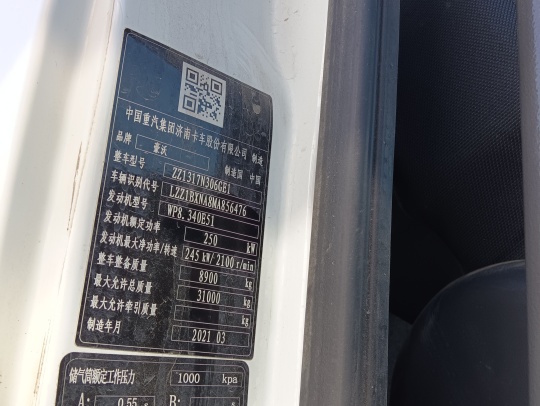 中国重汽集团济南卡车股份有限公司 制造
品牌 豪沃 制造国 中国
整车型号 ZZ1317N306GE1
车辆识别代号 LZZ1BXNA8MA856476
发动机型号 WP8.340E51
发动机额定功率 250 kW
发动机最大净功率/转速 245 kW/2100 r/min
整车整备质量 8900 kg
最大允许总质量 31000 kg
最大允许牵引质量 kg
制造年月 2021 03
储气筒额定工作压力 1000 kpa
A: 0.55 B: